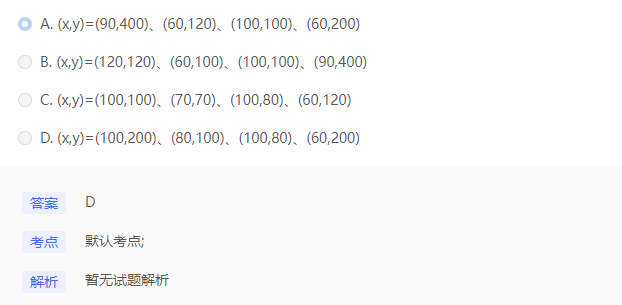 A. (x,y)=(90,400)、(60,120)、(100,100)、(60,200)
B. (x,y)=(120,120)、(60,100)、(100,100)、(90,400)
C. (x,y)=(100,100)、(70,70)、(100,80)、(60,120)
D. (x,y)=(100,200)、(80,100)、(100,80)、(60,200)
答案 D
考点 默认考点;
解析 暂无试题解析